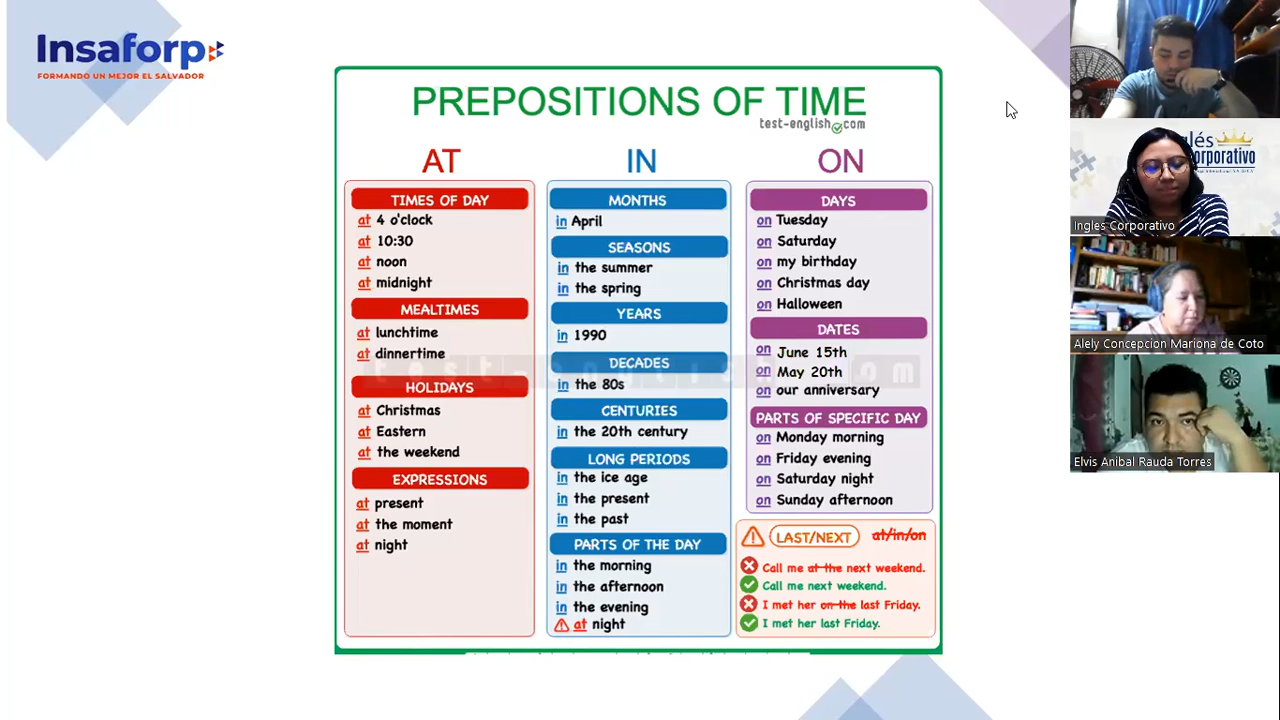 Insaforp
FORMANDO UN MEJOR EL SALVADOR
PREPOSITIONS OF TIME
test-english.com
AT
TIMES OF DAY
at 4 o'clock
at 10:30
at noon
at midnight
MEALTIMES
at lunchtime
at dinnertime
HOLIDAYS
at Christmas
at Eastern
at the weekend
EXPRESSIONS
at present
at the moment
at night
IN
MONTHS
in April
SEASONS
in the summer
in the spring
YEARS
in 1990
DECADES
in the 80s
CENTURIES
in the 20th century
LONG PERIODS
in the ice age
in the present
in the past
PARTS OF THE DAY
in the morning
in the afternoon
in the evening
at night
ON
DAYS
on Tuesday
on Saturday
on my birthday
on Christmas day
on Halloween
DATES
on June 15th
on May 20th
on our anniversary
PARTS OF SPECIFIC DAY
on Monday morning
on Friday evening
on Saturday night
on Sunday afternoon
LAST/NEXT at/in/on
Call me at the next weekend.
Call me next weekend.
I met her on the last Friday.
I met her last Friday.
test-english.com
Corporativo
Ingles Corporativo
Alely Concepcion Mariona de Coto
Elvis Anibal Rauda Torres